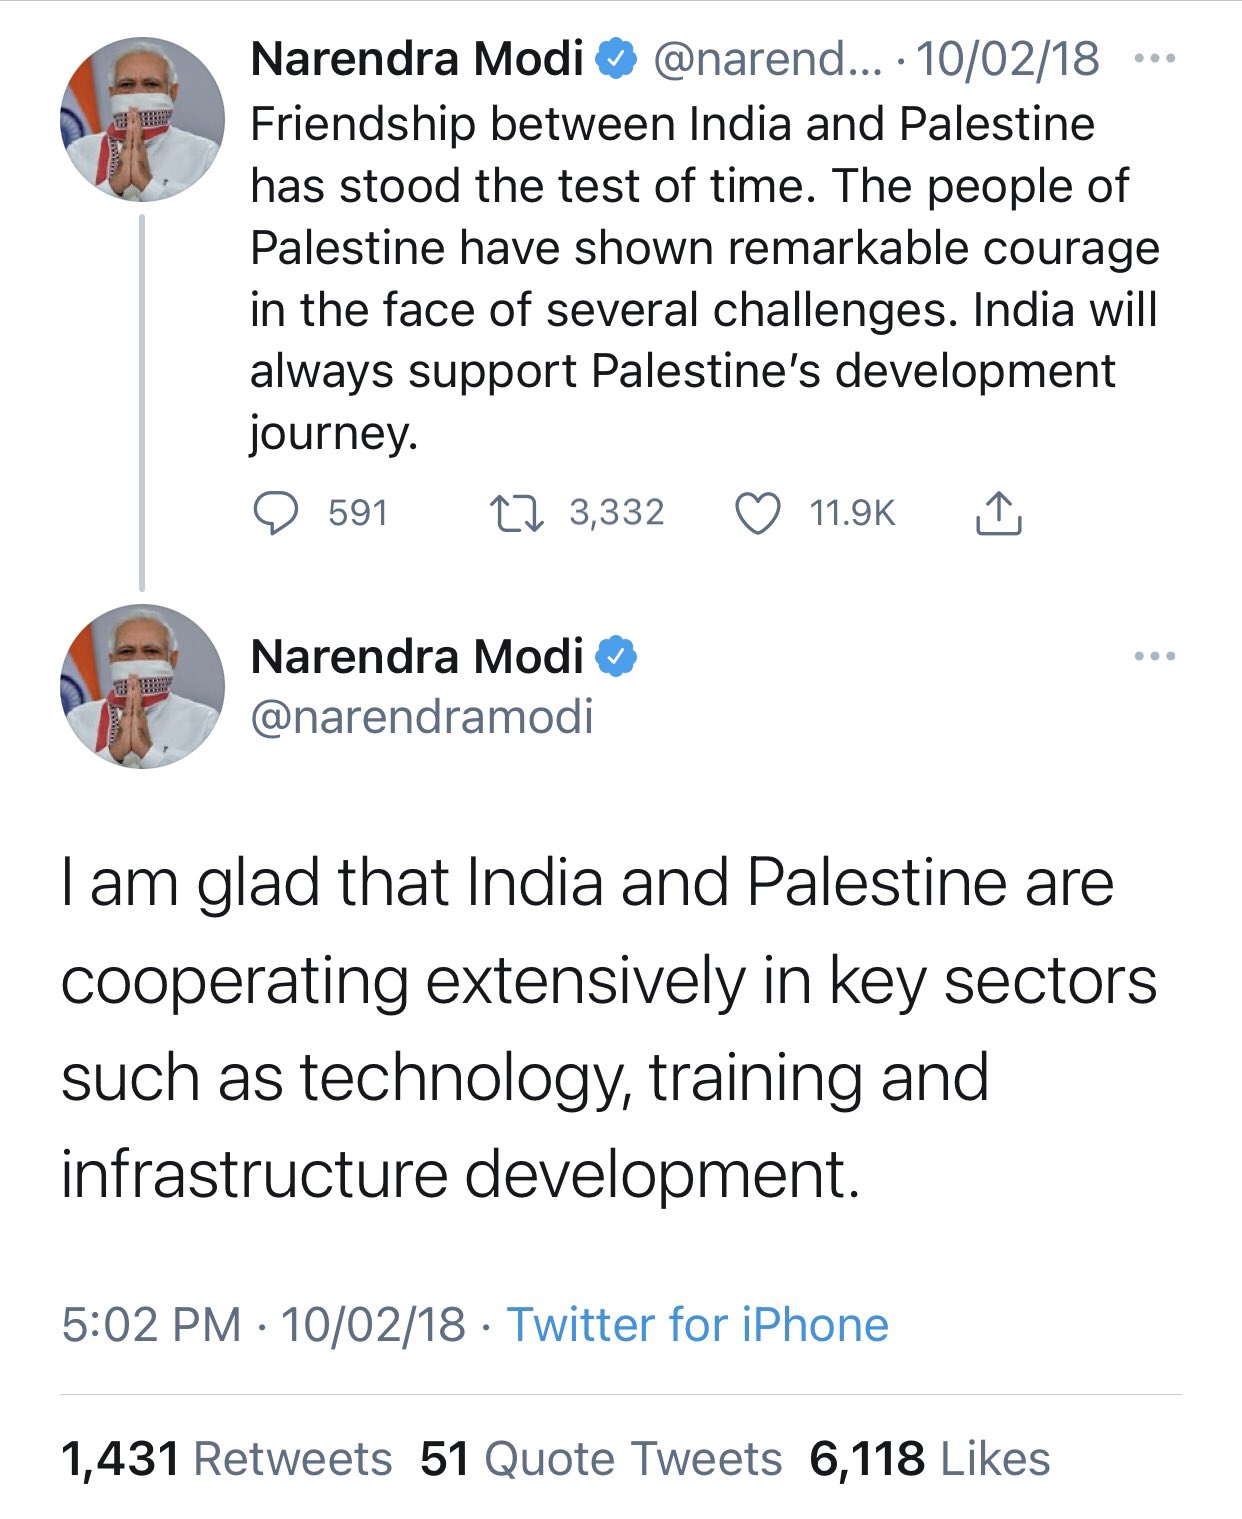 Narendra Modi @narend... · 10/02/18
Friendship between India and Palestine
has stood the test of time. The people of
Palestine have shown remarkable courage
in the face of several challenges. India will
always support Palestine’s development
journey.
591 3,332 11.9K
Narendra Modi
@narendramodi
I am glad that India and Palestine are
cooperating extensively in key sectors
such as technology, training and
infrastructure development.
5:02 PM · 10/02/18 · Twitter for iPhone
1,431 Retweets 51 Quote Tweets 6,118 Likes